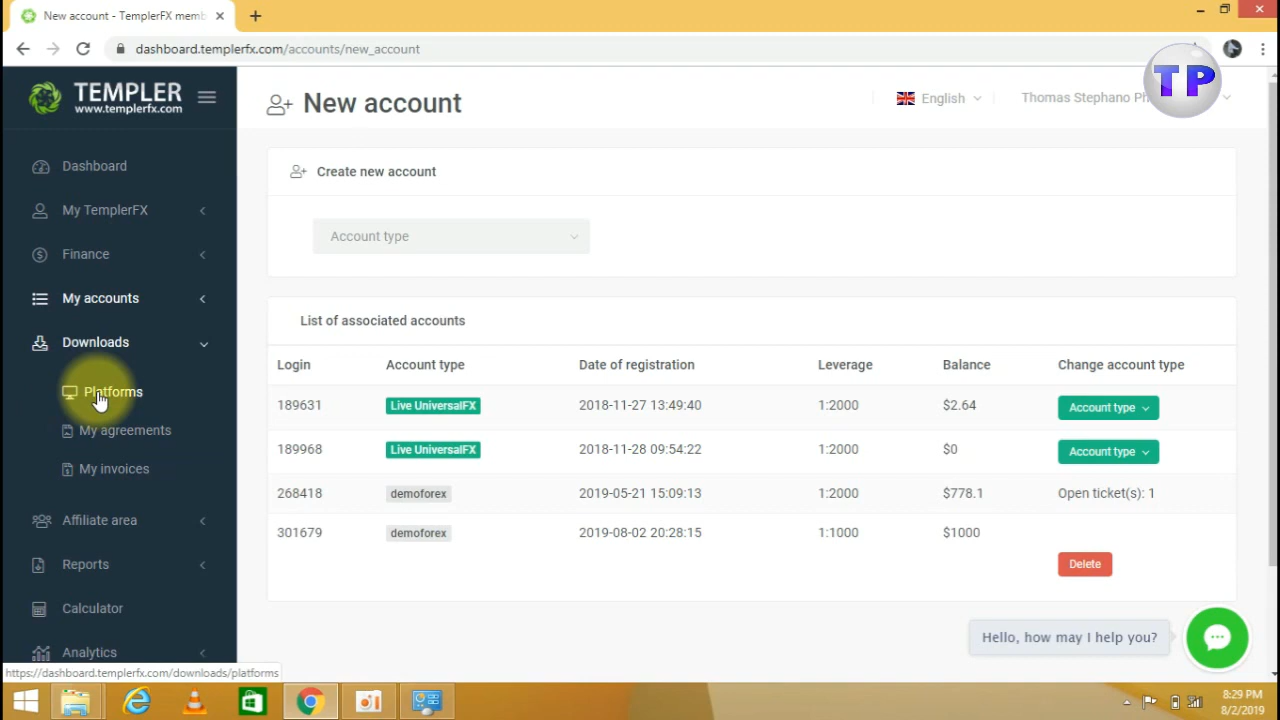 New account - TemplerFX memb
dashboard.templerfx.com/accounts/new_account
TEMPLER
www.templerfx.com
New account
English
Thomas Stephano Ph
TP
Dashboard
My TemplerFX
Finance
My accounts
Downloads
Platforms
My agreements
My invoices
Affiliate area
Reports
Calculator
Analytics
Create new account
Account type
List of associated accounts
Login Account type Date of registration Leverage Balance Change account type
189631 Live UniversalFX 2018-11-27 13:49:40 1:2000 $2.64 Account type
189968 Live UniversalFX 2018-11-28 09:54:22 1:2000 $0 Account type
268418 demoforex 2019-05-21 15:09:13 1:2000 $778.1 Open ticket(s): 1
301679 demoforex 2019-08-02 20:28:15 1:1000 $1000
Delete
Hello, how may I help you?
https://dashboard.templerfx.com/downloads/platforms
8:29 PM
8/2/2019